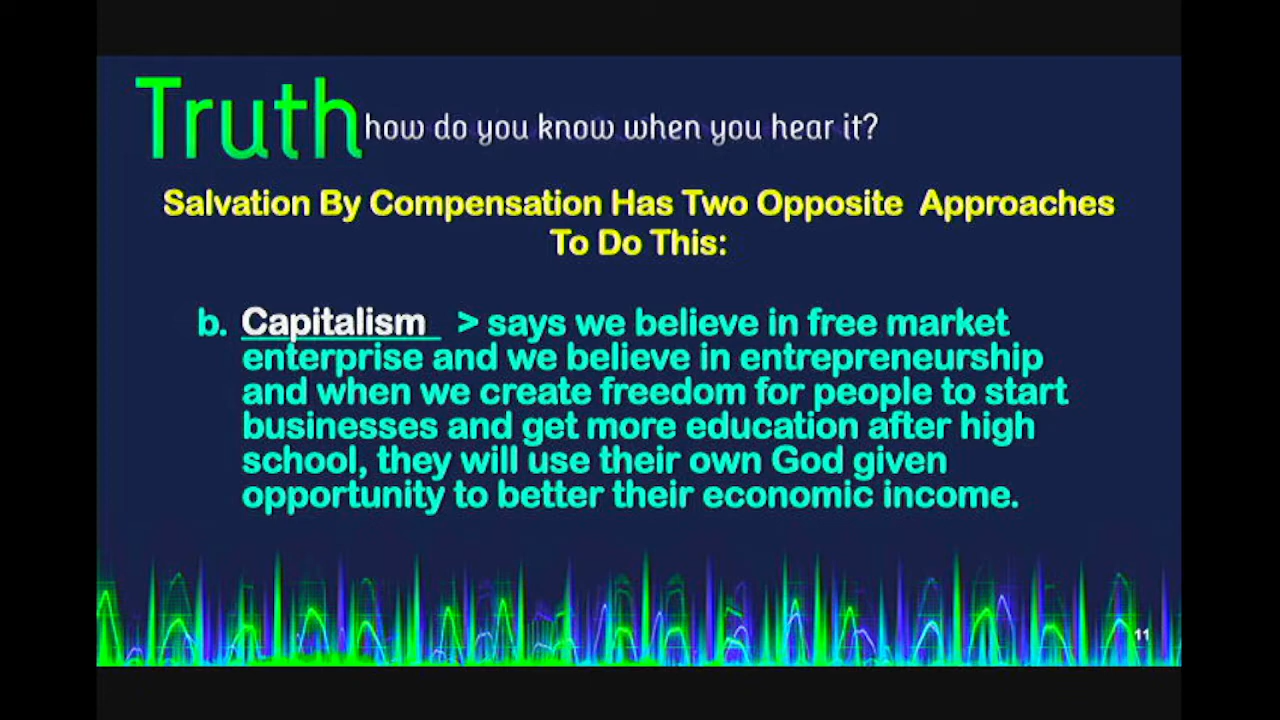 Truth how do you know when you hear it?
Salvation By Compensation Has Two Opposite Approaches
To Do This:
b. Capitalism > says we believe in free market
enterprise and we believe in entrepreneurship
and when we create freedom for people to start
businesses and get more education after high
school, they will use their own God given
opportunity to better their economic income.
11